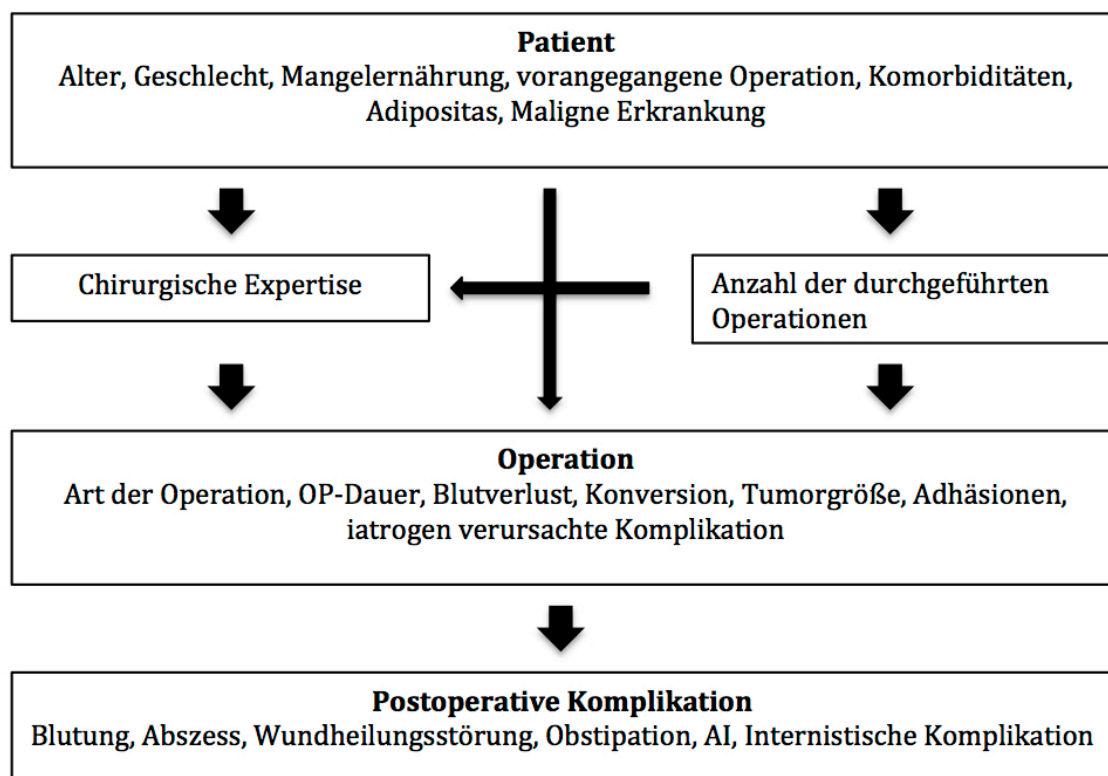 Patient
Alter, Geschlecht, Mangelernährung, vorangegangene Operation, Komorbiditäten,
Adipositas, Maligne Erkrankung
Chirurgische Expertise
Anzahl der durchgeführten
Operationen
Operation
Art der Operation, OP-Dauer, Blutverlust, Konversion, Tumorgröße, Adhäsionen,
iatrogen verursachte Komplikation
Postoperative Komplikation
Blutung, Abszess, Wundheilungsstörung, Obstipation, AI, Internistische Komplikation